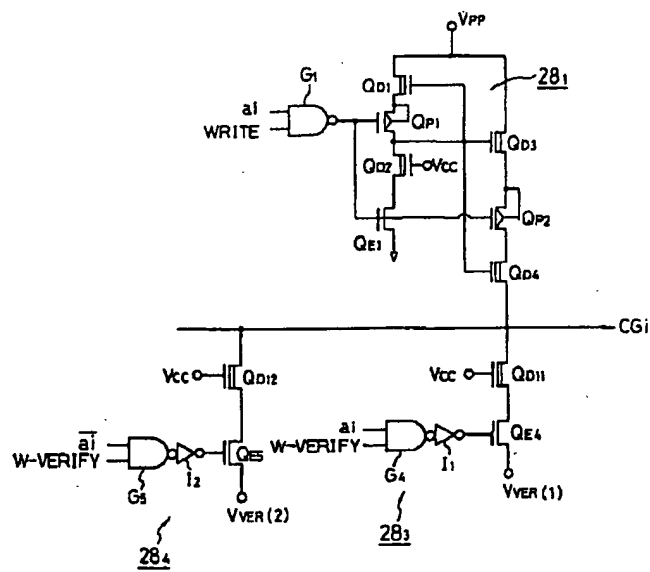 VPP
G1
QD1
281
ai
WRITE
QP1
QD3
QD2
VCC
QE1
QP2
QD4
CGi
VCC
QD12
VCC
QD11
a̅i̅
W-VERIFY
QE5
G5
I2
VVER(2)
284
ai
W-VERIFY
QE4
G4
I1
VVER(1)
283